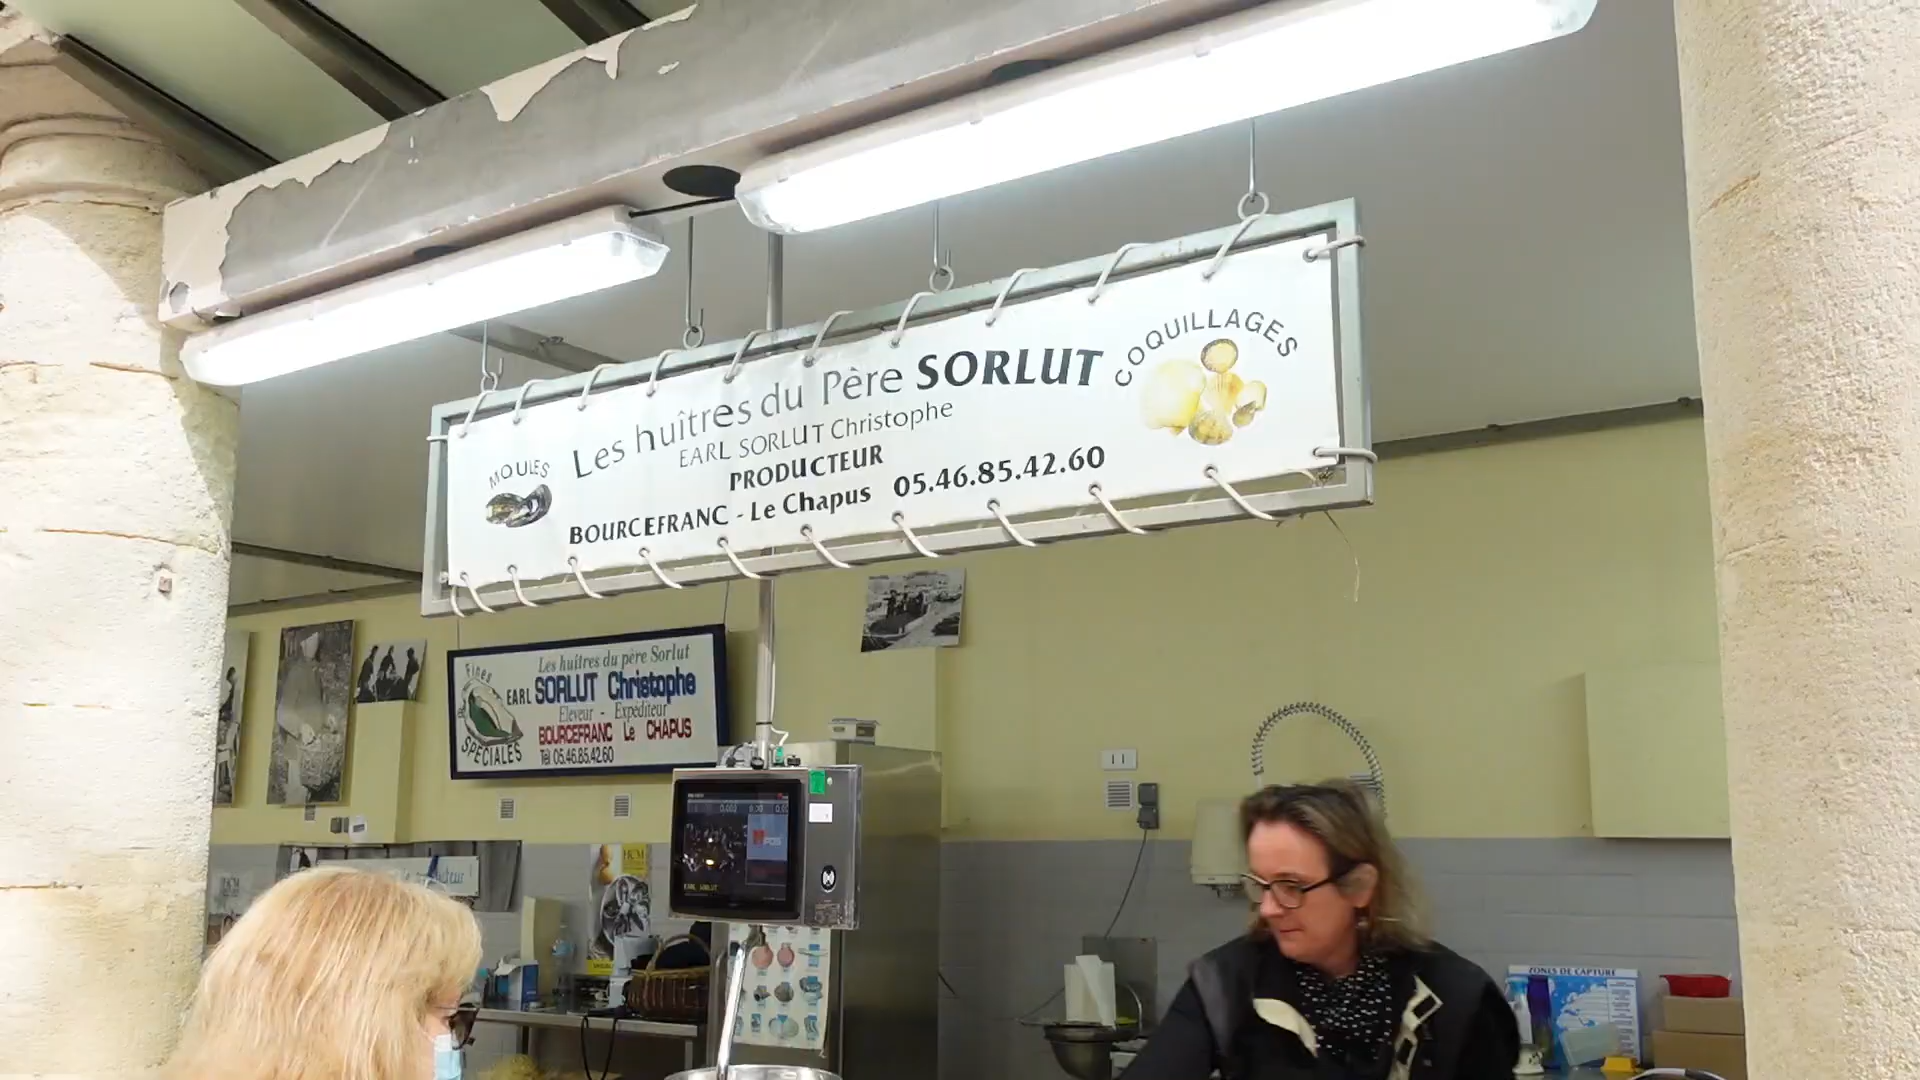 Les huîtres du Père SORLUT
EARL SORLUT Christophe
PRODUCTEUR
BOURCEFRANC - Le Chapus 05.46.85.42.60
MOULES
COQUILLAGES
Les huîtres du père Sorlut
EARL SORLUT Christophe
Eleveur - Expéditeur
BOURCEFRANC Le CHAPUS
Tél 05.46.85.42.60
Fines
et
SPECIALES
EARL SORLUT
HCM
ZONES DE CAPTURE